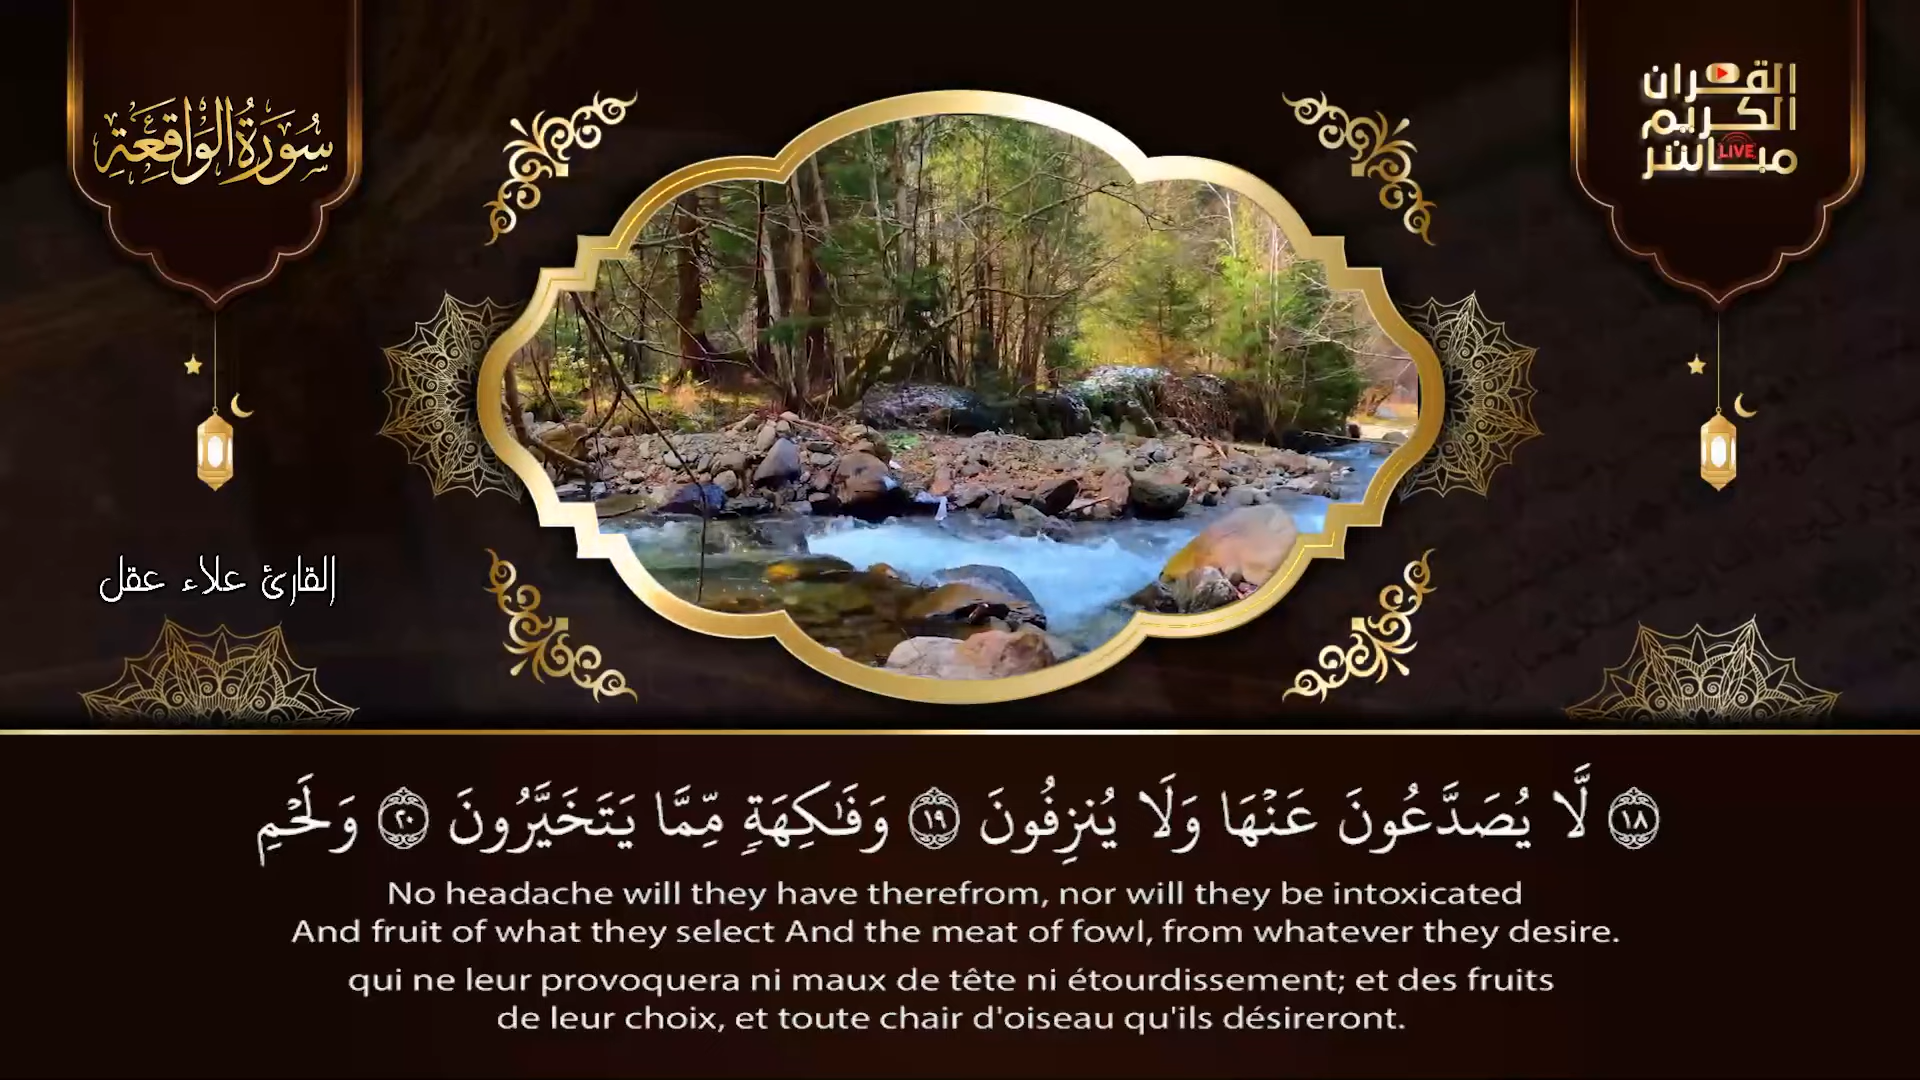 سُورَةُ الوَاقِعَةِ
القرآن
الكريم
مباشر
LIVE
القارئ علاء عقل
١٨ لَّا يُصَدَّعُونَ عَنْهَا وَلَا يُنزِفُونَ ١٩ وَفَٰكِهَةٍ مِّمَّا يَتَخَيَّرُونَ ٢٠ وَلَحْمِ
No headache will they have therefrom, nor will they be intoxicated
And fruit of what they select And the meat of fowl, from whatever they desire.
qui ne leur provoquera ni maux de tête ni étourdissement; et des fruits
de leur choix, et toute chair d'oiseau qu'ils désireront.